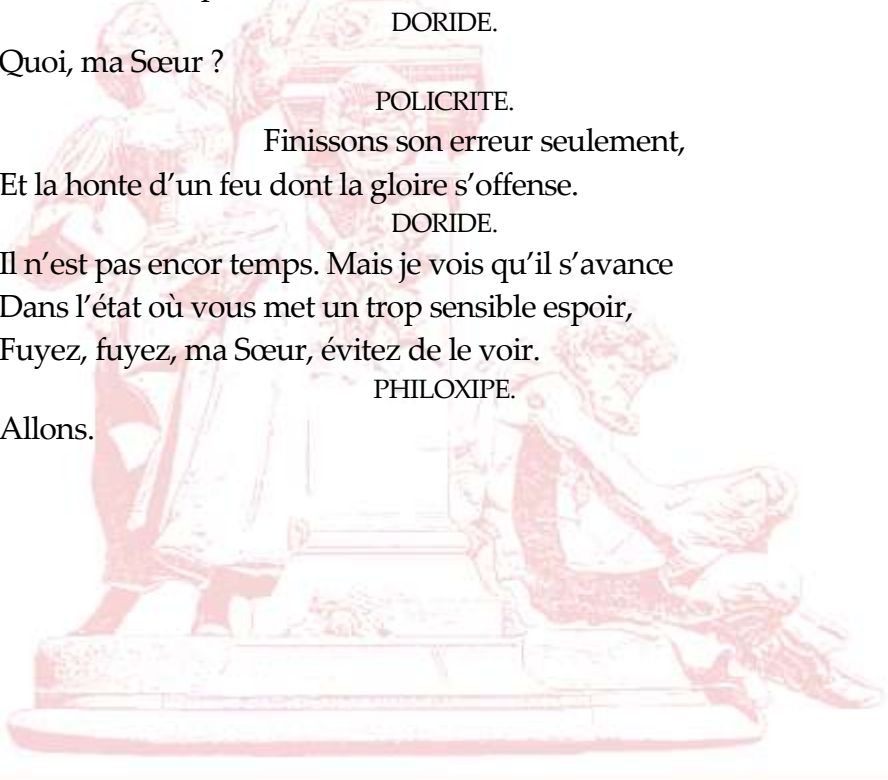 DORIDE.
Quoi, ma Sœur ?
POLICRITE.
Finissons son erreur seulement,
Et la honte d’un feu dont la gloire s’offense.
DORIDE.
Il n’est pas encor temps. Mais je vois qu’il s’avance
Dans l’état où vous met un trop sensible espoir,
Fuyez, fuyez, ma Sœur, évitez de le voir.
PHILOXIPE.
Allons.